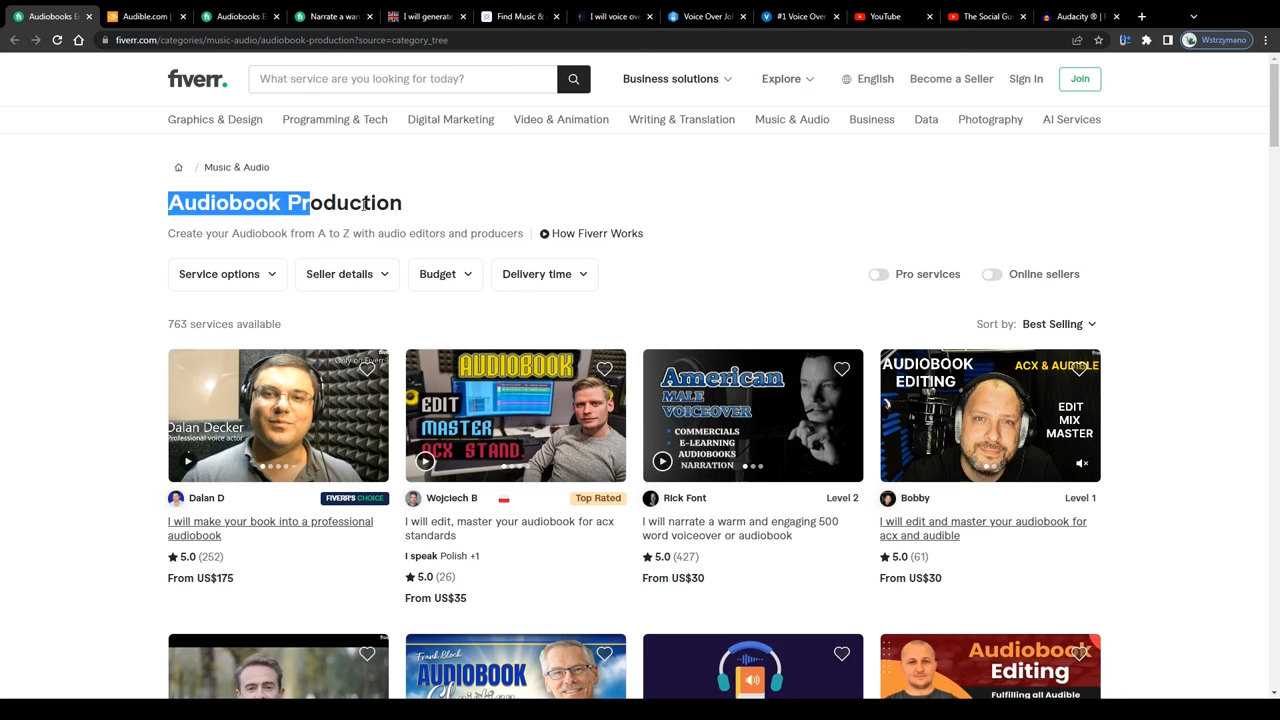 Audiobooks Ec
Audible.com |
Audiobooks Ec
Narrate a warm
I will generate
Find Music &
I will voice ove
Voice Over Jol
#1 Voice Over
YouTube
The Social Gu
Audacity ® |
fiverr.com/categories/music-audio/audiobook-production?source=category_tree
Wstrzymano
fiverr.
What service are you looking for today?
Business solutions
Explore
English
Become a Seller
Sign in
Join
Graphics & Design
Programming & Tech
Digital Marketing
Video & Animation
Writing & Translation
Music & Audio
Business
Data
Photography
AI Services
/ Music & Audio
Audiobook Production
Create your Audiobook from A to Z with audio editors and producers
How Fiverr Works
Service options
Seller details
Budget
Delivery time
Pro services
Online sellers
763 services available
Sort by: Best Selling
Only on Fiverr
Dalan Decker
Professional voice actor
Dalan D
FIVERR'S CHOICE
I will make your book into a professional
audiobook
5.0 (252)
From US$175
AUDIOBOOK
EDIT
MASTER
ACX STAND.
Wojciech B
Top Rated
I will edit, master your audiobook for acx
standards
I speak Polish +1
5.0 (26)
From US$35
American
MALE
VOICEOVER
• COMMERCIALS
• E-LEARNING
AUDIOBOOKS
NARRATION
Rick Font
Level 2
I will narrate a warm and engaging 500
word voiceover or audiobook
5.0 (427)
From US$30
AUDIOBOOK
EDITING
ACX & AUDIBLE
EDIT
MIX
MASTER
Bobby
Level 1
I will edit and master your audiobook for
acx and audible
5.0 (61)
From US$30
Frank Block
AUDIOBOOK
Christian
Audiobook
Editing
Fulfilling all Audible